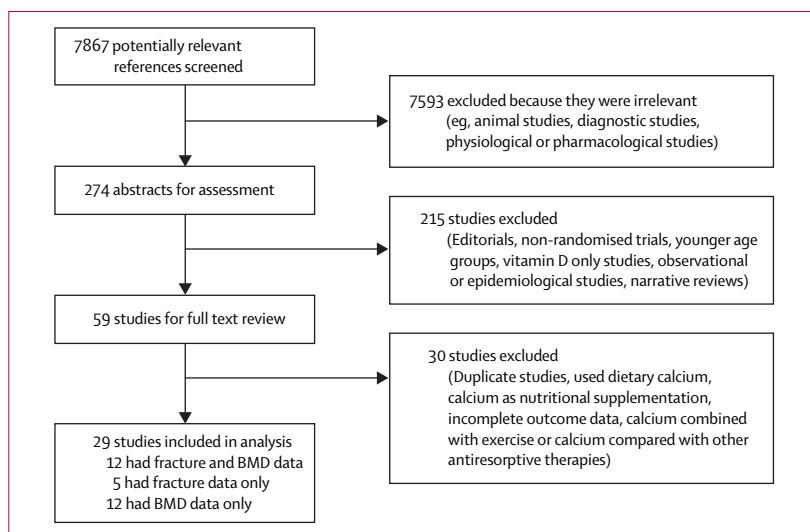 7867 potentially relevant
references screened
7593 excluded because they were irrelevant
(eg, animal studies, diagnostic studies,
physiological or pharmacological studies)
274 abstracts for assessment
215 studies excluded
(Editorials, non-randomised trials, younger age
groups, vitamin D only studies, observational
or epidemiological studies, narrative reviews)
59 studies for full text review
30 studies excluded
(Duplicate studies, used dietary calcium,
calcium as nutritional supplementation,
incomplete outcome data, calcium combined
with exercise or calcium compared with other
antiresorptive therapies)
29 studies included in analysis
12 had fracture and BMD data
5 had fracture data only
12 had BMD data only